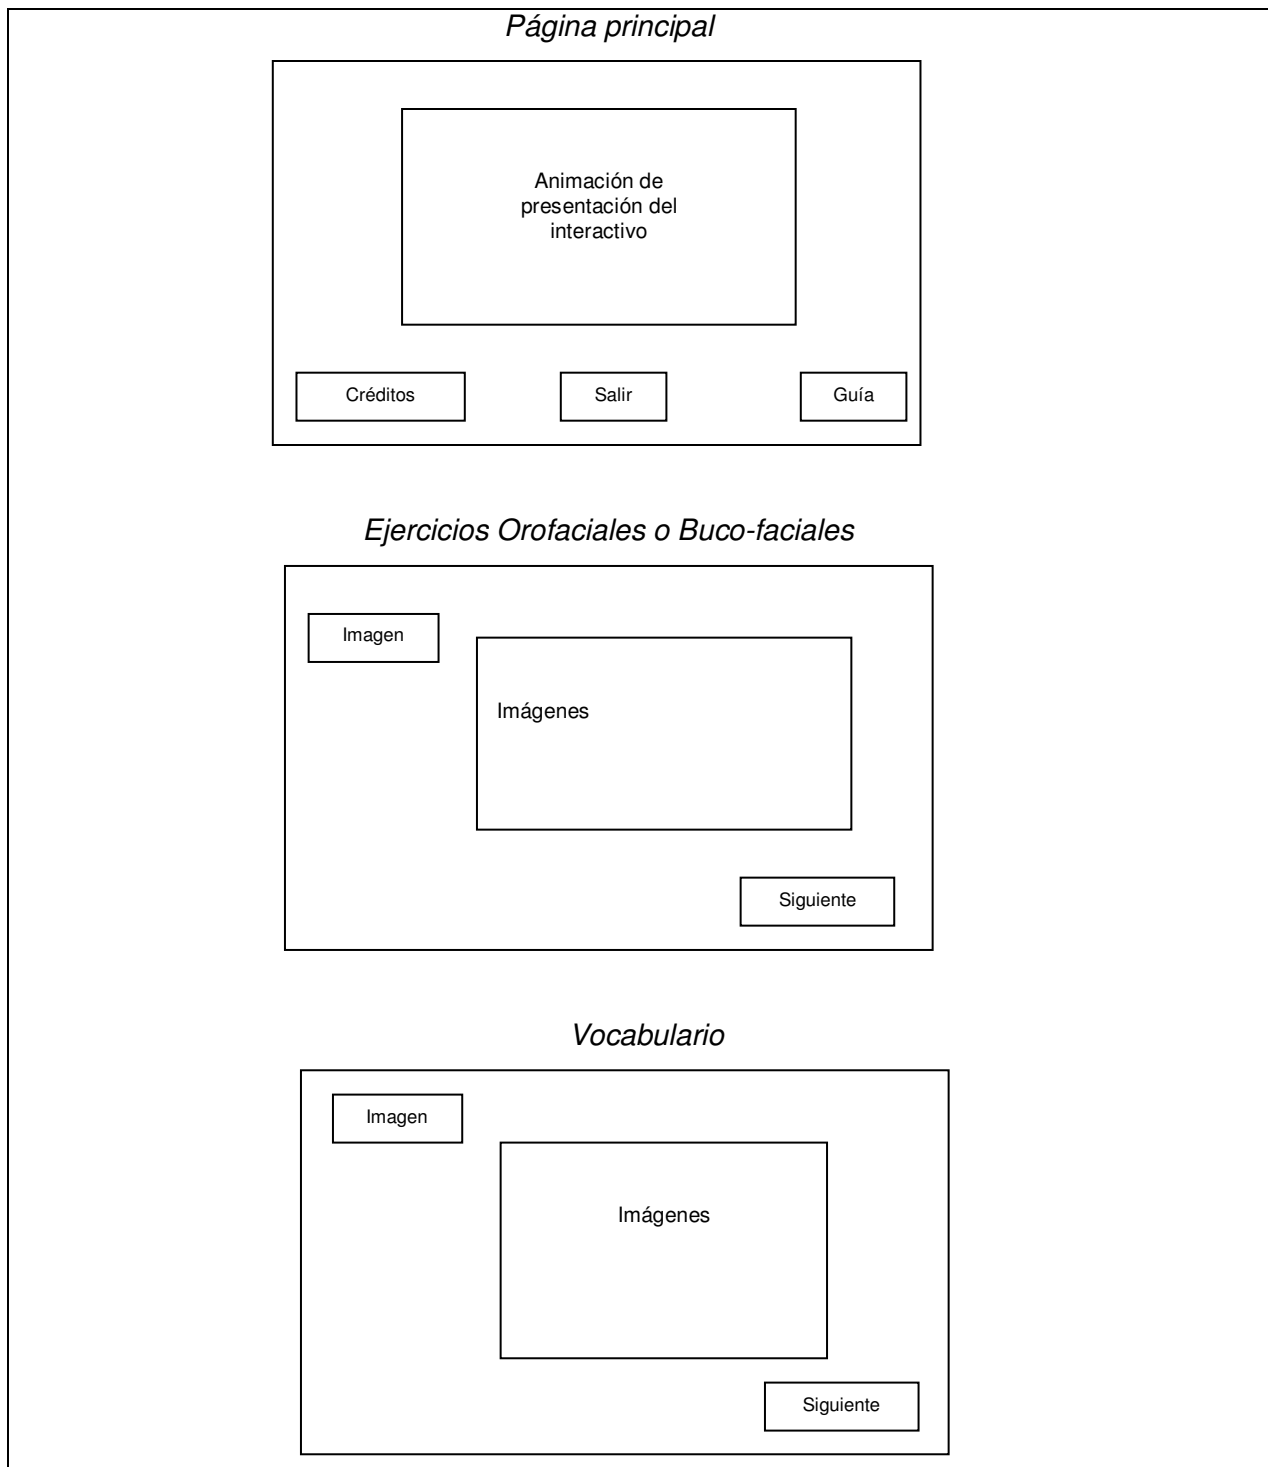 Página principal
Animación de
presentación del
interactivo
Créditos
Salir
Guía
Ejercicios Orofaciales o Buco-faciales
Imagen
Imágenes
Siguiente
Vocabulario
Imagen
Imágenes
Siguiente